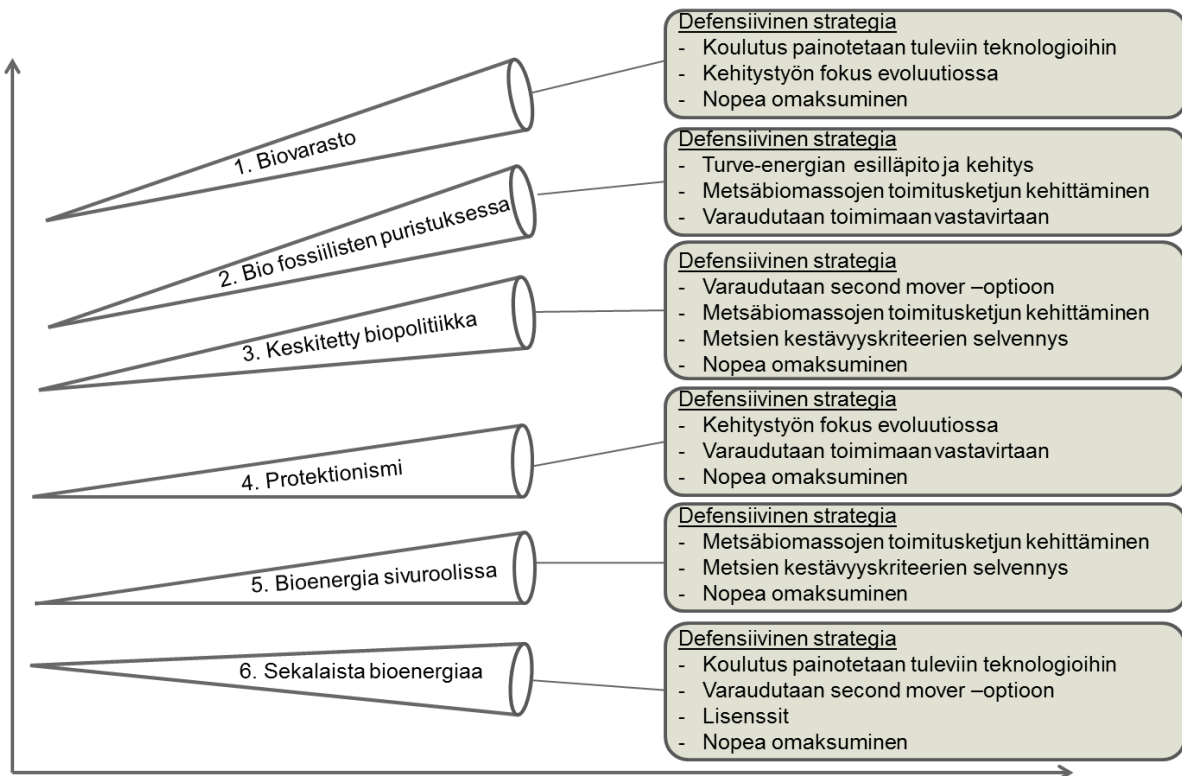 1. Biovarasto
Defensiivinen strategia
- Koulutus painotetaan tuleviin teknologioihin
- Kehitystyön fokus evoluutiossa
- Nopea omaksuminen
2. Bio fossiilisten puristuksessa
Defensiivinen strategia
- Turve-energian esilläpito ja kehitys
- Metsäbiomassojen toimitusketjun kehittäminen
- Varaudutaan toimimaan vastavirtaan
3. Keskitetty biopolitiikka
Defensiivinen strategia
- Varaudutaan second mover –optioon
- Metsäbiomassojen toimitusketjun kehittäminen
- Metsien kestävyyskriteerien selvennys
- Nopea omaksuminen
4. Protektionismi
Defensiivinen strategia
- Kehitystyön fokus evoluutiossa
- Varaudutaan toimimaan vastavirtaan
- Nopea omaksuminen
5. Bioenergia sivuroolissa
Defensiivinen strategia
- Metsäbiomassojen toimitusketjun kehittäminen
- Metsien kestävyyskriteerien selvennys
- Nopea omaksuminen
6. Sekalaista bioenergiaa
Defensiivinen strategia
- Koulutus painotetaan tuleviin teknologioihin
- Varaudutaan second mover –optioon
- Lisenssit
- Nopea omaksuminen